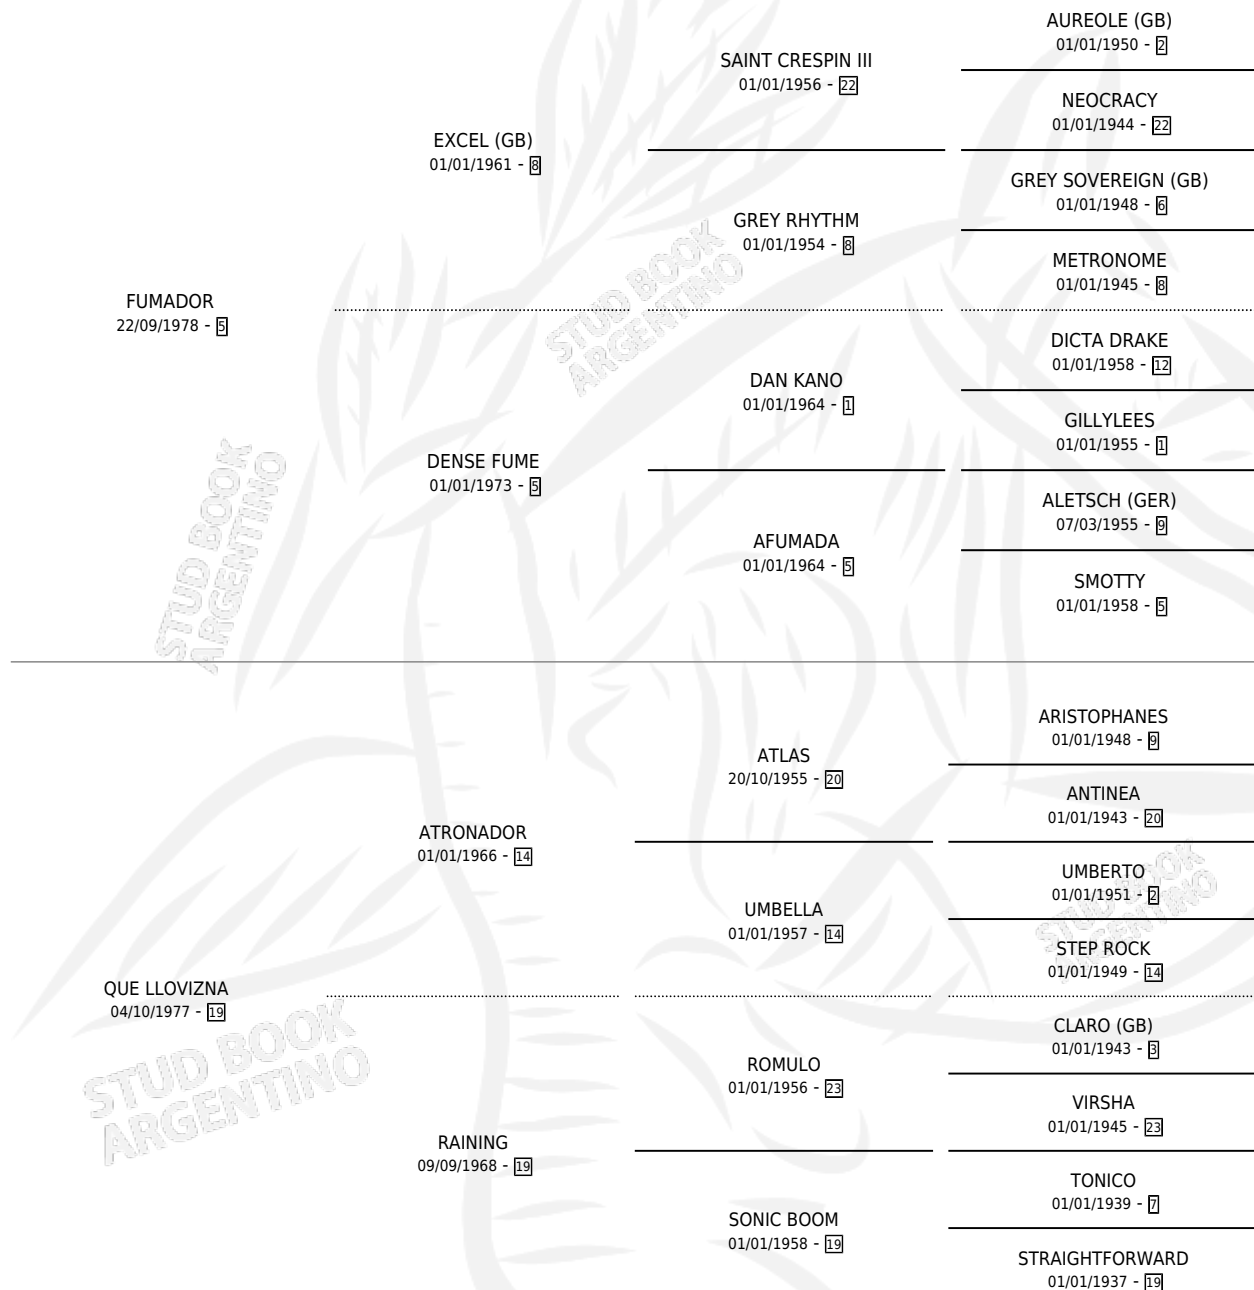 AUREOLE (GB)
01/01/1950 - 2
SAINT CRESPIN III
01/01/1956 - 22
NEOCRACY
01/01/1944 - 22
EXCEL (GB)
01/01/1961 - 8
GREY SOVEREIGN (GB)
01/01/1948 - 6
GREY RHYTHM
01/01/1954 - 8
METRONOME
01/01/1945 - 8
FUMADOR
22/09/1978 - 5
DICTA DRAKE
01/01/1958 - 12
DAN KANO
01/01/1964 - 1
GILLYLEES
01/01/1955 - 1
DENSE FUME
01/01/1973 - 5
ALETSCH (GER)
07/03/1955 - 9
AFUMADA
01/01/1964 - 5
SMOTTY
01/01/1958 - 5
ARISTOPHANES
01/01/1948 - 9
ATLAS
20/10/1955 - 20
ANTINEA
01/01/1943 - 20
ATRONADOR
01/01/1966 - 14
UMBERTO
01/01/1951 - 2
UMBELLA
01/01/1957 - 14
STEP ROCK
01/01/1949 - 14
QUE LLOVIZNA
04/10/1977 - 19
CLARO (GB)
01/01/1943 - 3
ROMULO
01/01/1956 - 23
VIRSHA
01/01/1945 - 23
RAINING
09/09/1968 - 19
TONICO
01/01/1939 - 7
SONIC BOOM
01/01/1958 - 19
STRAIGHTFORWARD
01/01/1937 - 19
STUD BOOK
ARGENTINO
STUD BOOK
ARGENTINO
STUD BOOK
ARGENTINO
STUD BOOK
ARGENTINO